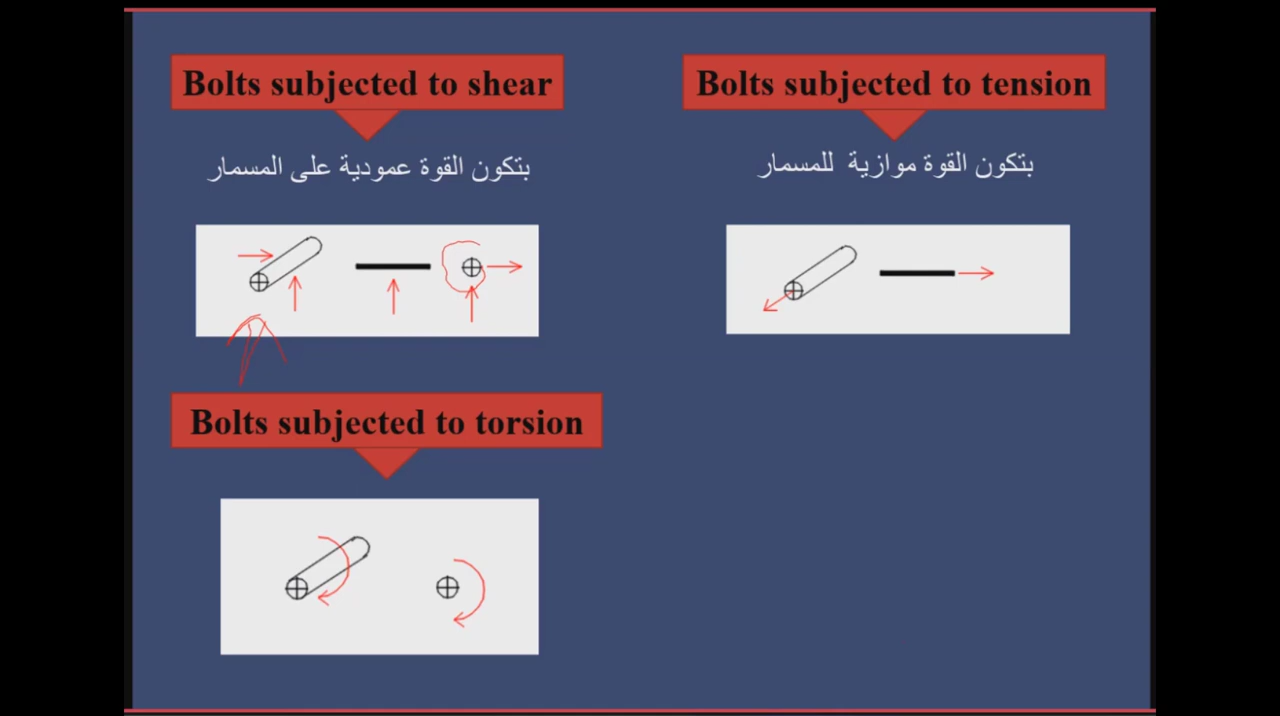 Bolts subjected to shear
بتكون القوة عمودية على المسمار
Bolts subjected to tension
بتكون القوة موازية للمسمار
Bolts subjected to torsion